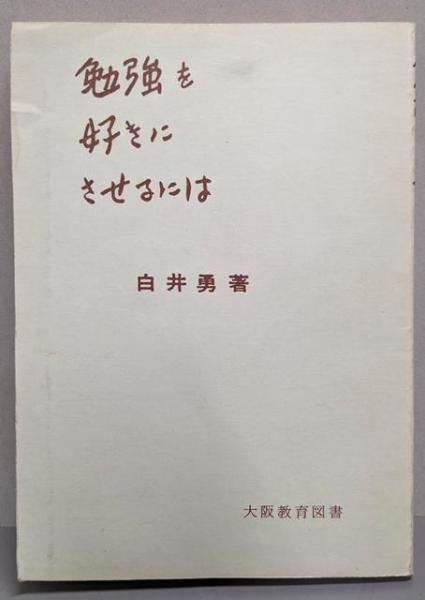 勉強を
好きに
させるには
白井勇著
大阪教育図書